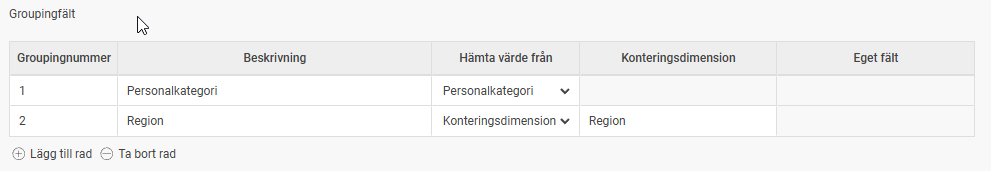 Groupingfält
Groupingnummer Beskrivning Hämta värde från Konteringsdimension Eget fält
1 Personalkategori Personalkategori
2 Region Konteringsdimension Region
Lägg till rad Ta bort rad